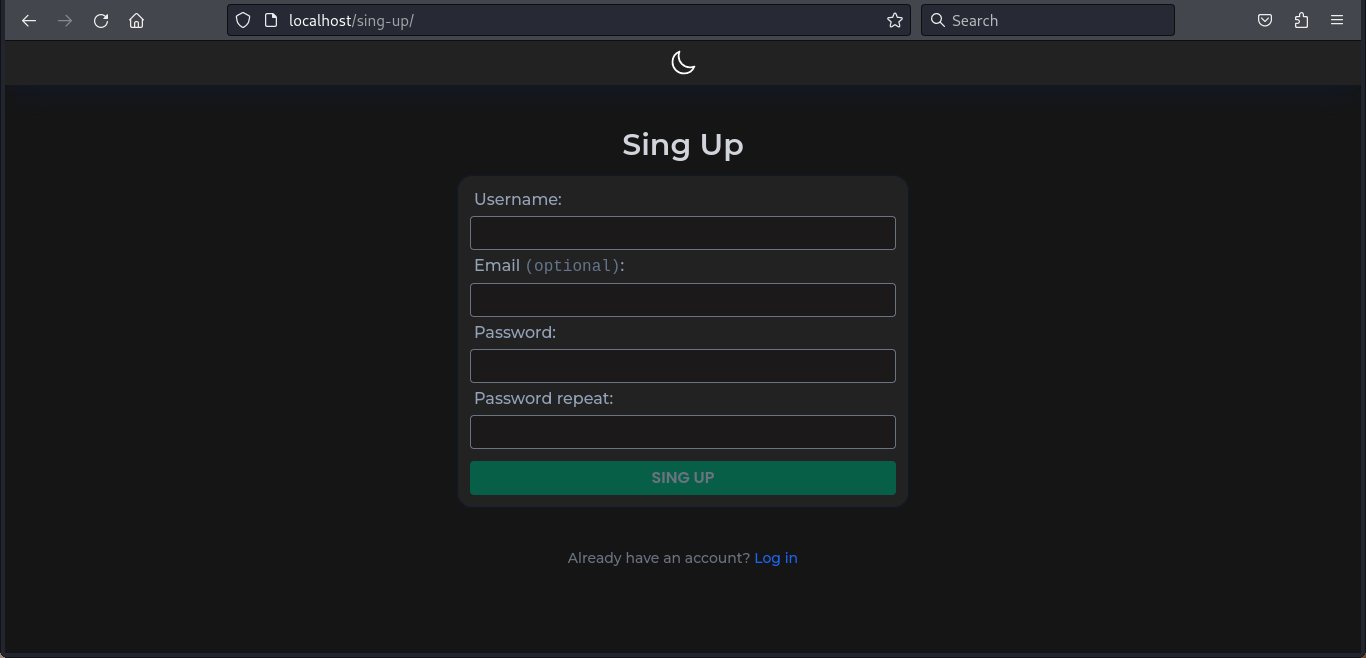 localhost/sing-up/
Search
Sing Up
Username:
Email (optional):
Password:
Password repeat:
SING UP
Already have an account? Log in